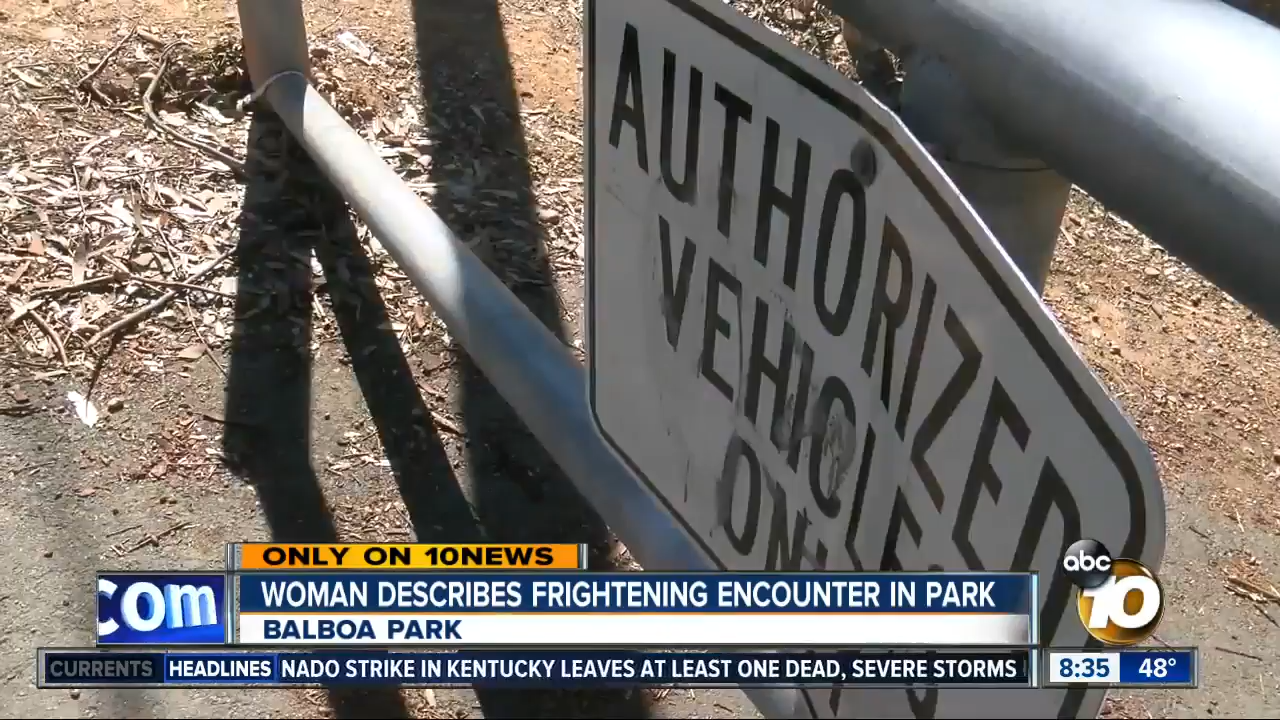 AUTHORIZED
VEHICLE
ONLY
ONLY ON 10NEWS
WOMAN DESCRIBES FRIGHTENING ENCOUNTER IN PARK
BALBOA PARK
COM
abc
10
CURRENTS HEADLINES NADO STRIKE IN KENTUCKY LEAVES AT LEAST ONE DEAD, SEVERE STORMS
8:35 48°